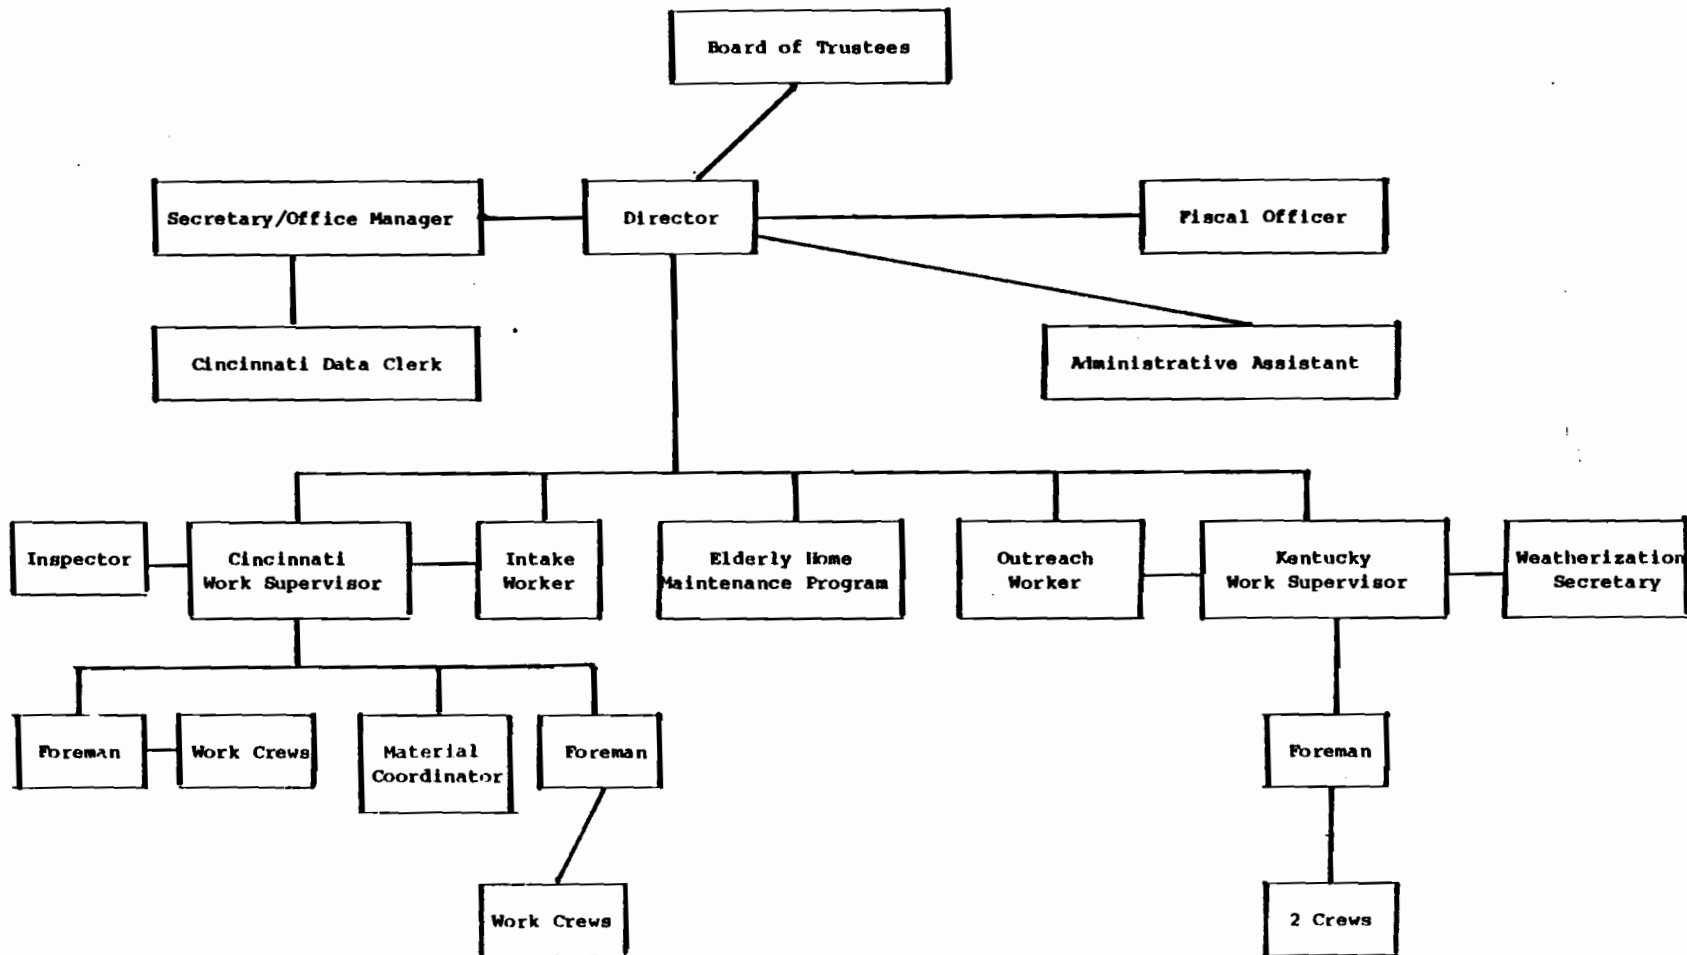 Board of Trustees
Secretary/Office Manager
Director
Fiscal Officer
Cincinnati Data Clerk
Administrative Assistant
Inspector
Cincinnati
Work Supervisor
Intake
Worker
Elderly Home
Maintenance Program
Outreach
Worker
Kentucky
Work Supervisor
Weatherization
Secretary
Foreman
Work Crews
Material
Coordinator
Foreman
Foreman
Work Crews
2 Crews